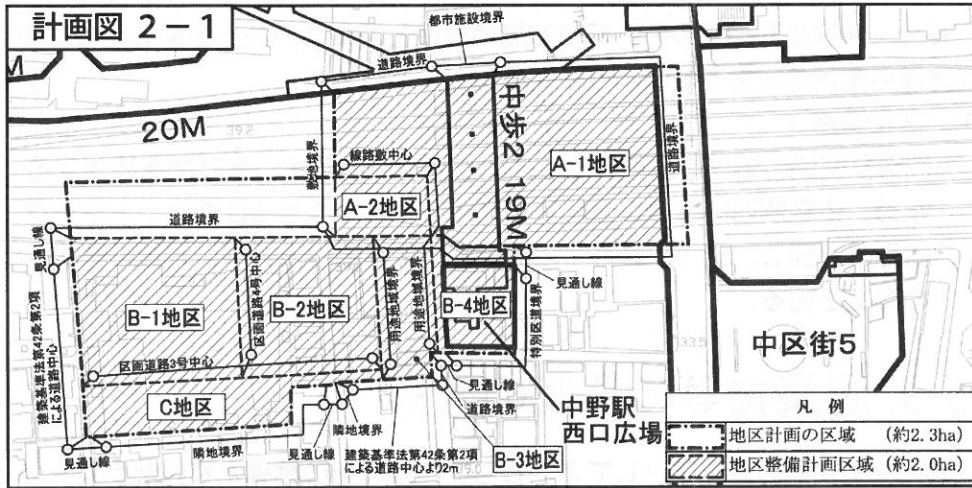 計画図 2-1
都市施設境界
道路境界
20M
39.2
中歩2 19M
A-1地区
道路境界
線路敷中心
敷地境界
A-2地区
道路境界
見通し線
建築基準法第42条第2項
による道路中心
B-1地区
区画道路4号中心
B-2地区
用途地域境界
用途地域境界
B-4地区
見通し線
特別区道境界
33.5
中区街5
区画道路3号中心
C地区
見通し線
道路境界
中野駅
西口広場
隣地境界
見通し線
隣地境界
見通し線
建築基準法第42条第2項
による道路中心より2m
B-3地区
凡例
地区計画の区域 (約2.3ha)
地区整備計画区域 (約2.0ha)